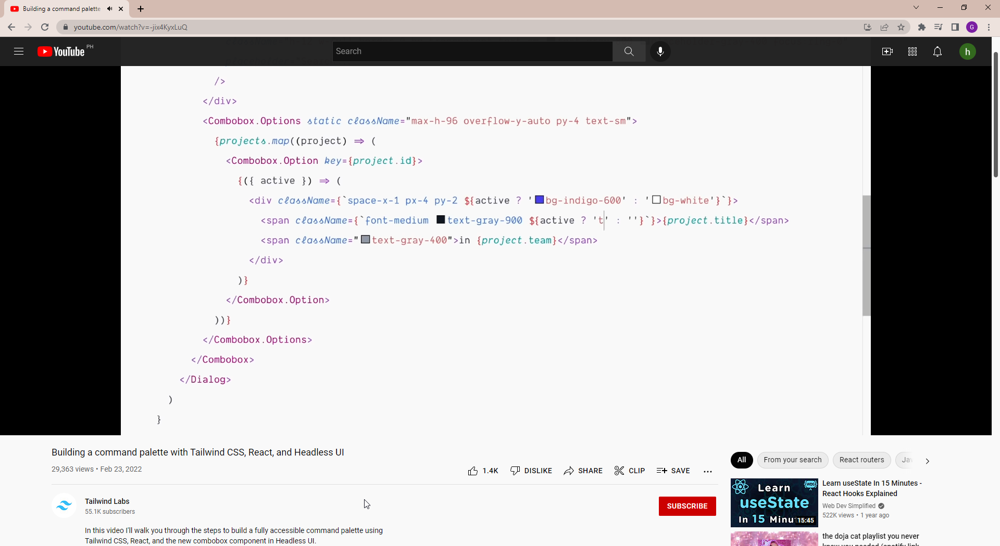 Building a command palette
youtube.com/watch?v=-jix4KyxLuQ
G
YouTube PH
Search
h
/>
</div>
<Combobox.Options static className="max-h-96 overflow-y-auto py-4 text-sm">
{projects.map((project) ⇒ (
<Combobox.Option key={project.id}>
{({ active }) ⇒ (
<div className={`space-x-1 px-4 py-2 ${active ? 'bg-indigo-600' : 'bg-white'}`}>
<span className={`font-medium text-gray-900 ${active ? 't' : ''}`}>{project.title}</span>
<span className="text-gray-400">in {project.team}</span>
</div>
)}
</Combobox.Option>
))}
</Combobox.Options>
</Combobox>
</Dialog>
)
}
Building a command palette with Tailwind CSS, React, and Headless UI
29,363 views • Feb 23, 2022
1.4K DISLIKE SHARE CLIP SAVE
Tailwind Labs
55.1K subscribers
SUBSCRIBE
In this video I'll walk you through the steps to build a fully accessible command palette using
Tailwind CSS, React, and the new combobox component in Headless UI.
All From your search React routers Jav
Learn
useState
In 15 Minu
WDS
15:45
Learn useState In 15 Minutes -
React Hooks Explained
Web Dev Simplified
522K views • 1 year ago
the doja cat playlist you never